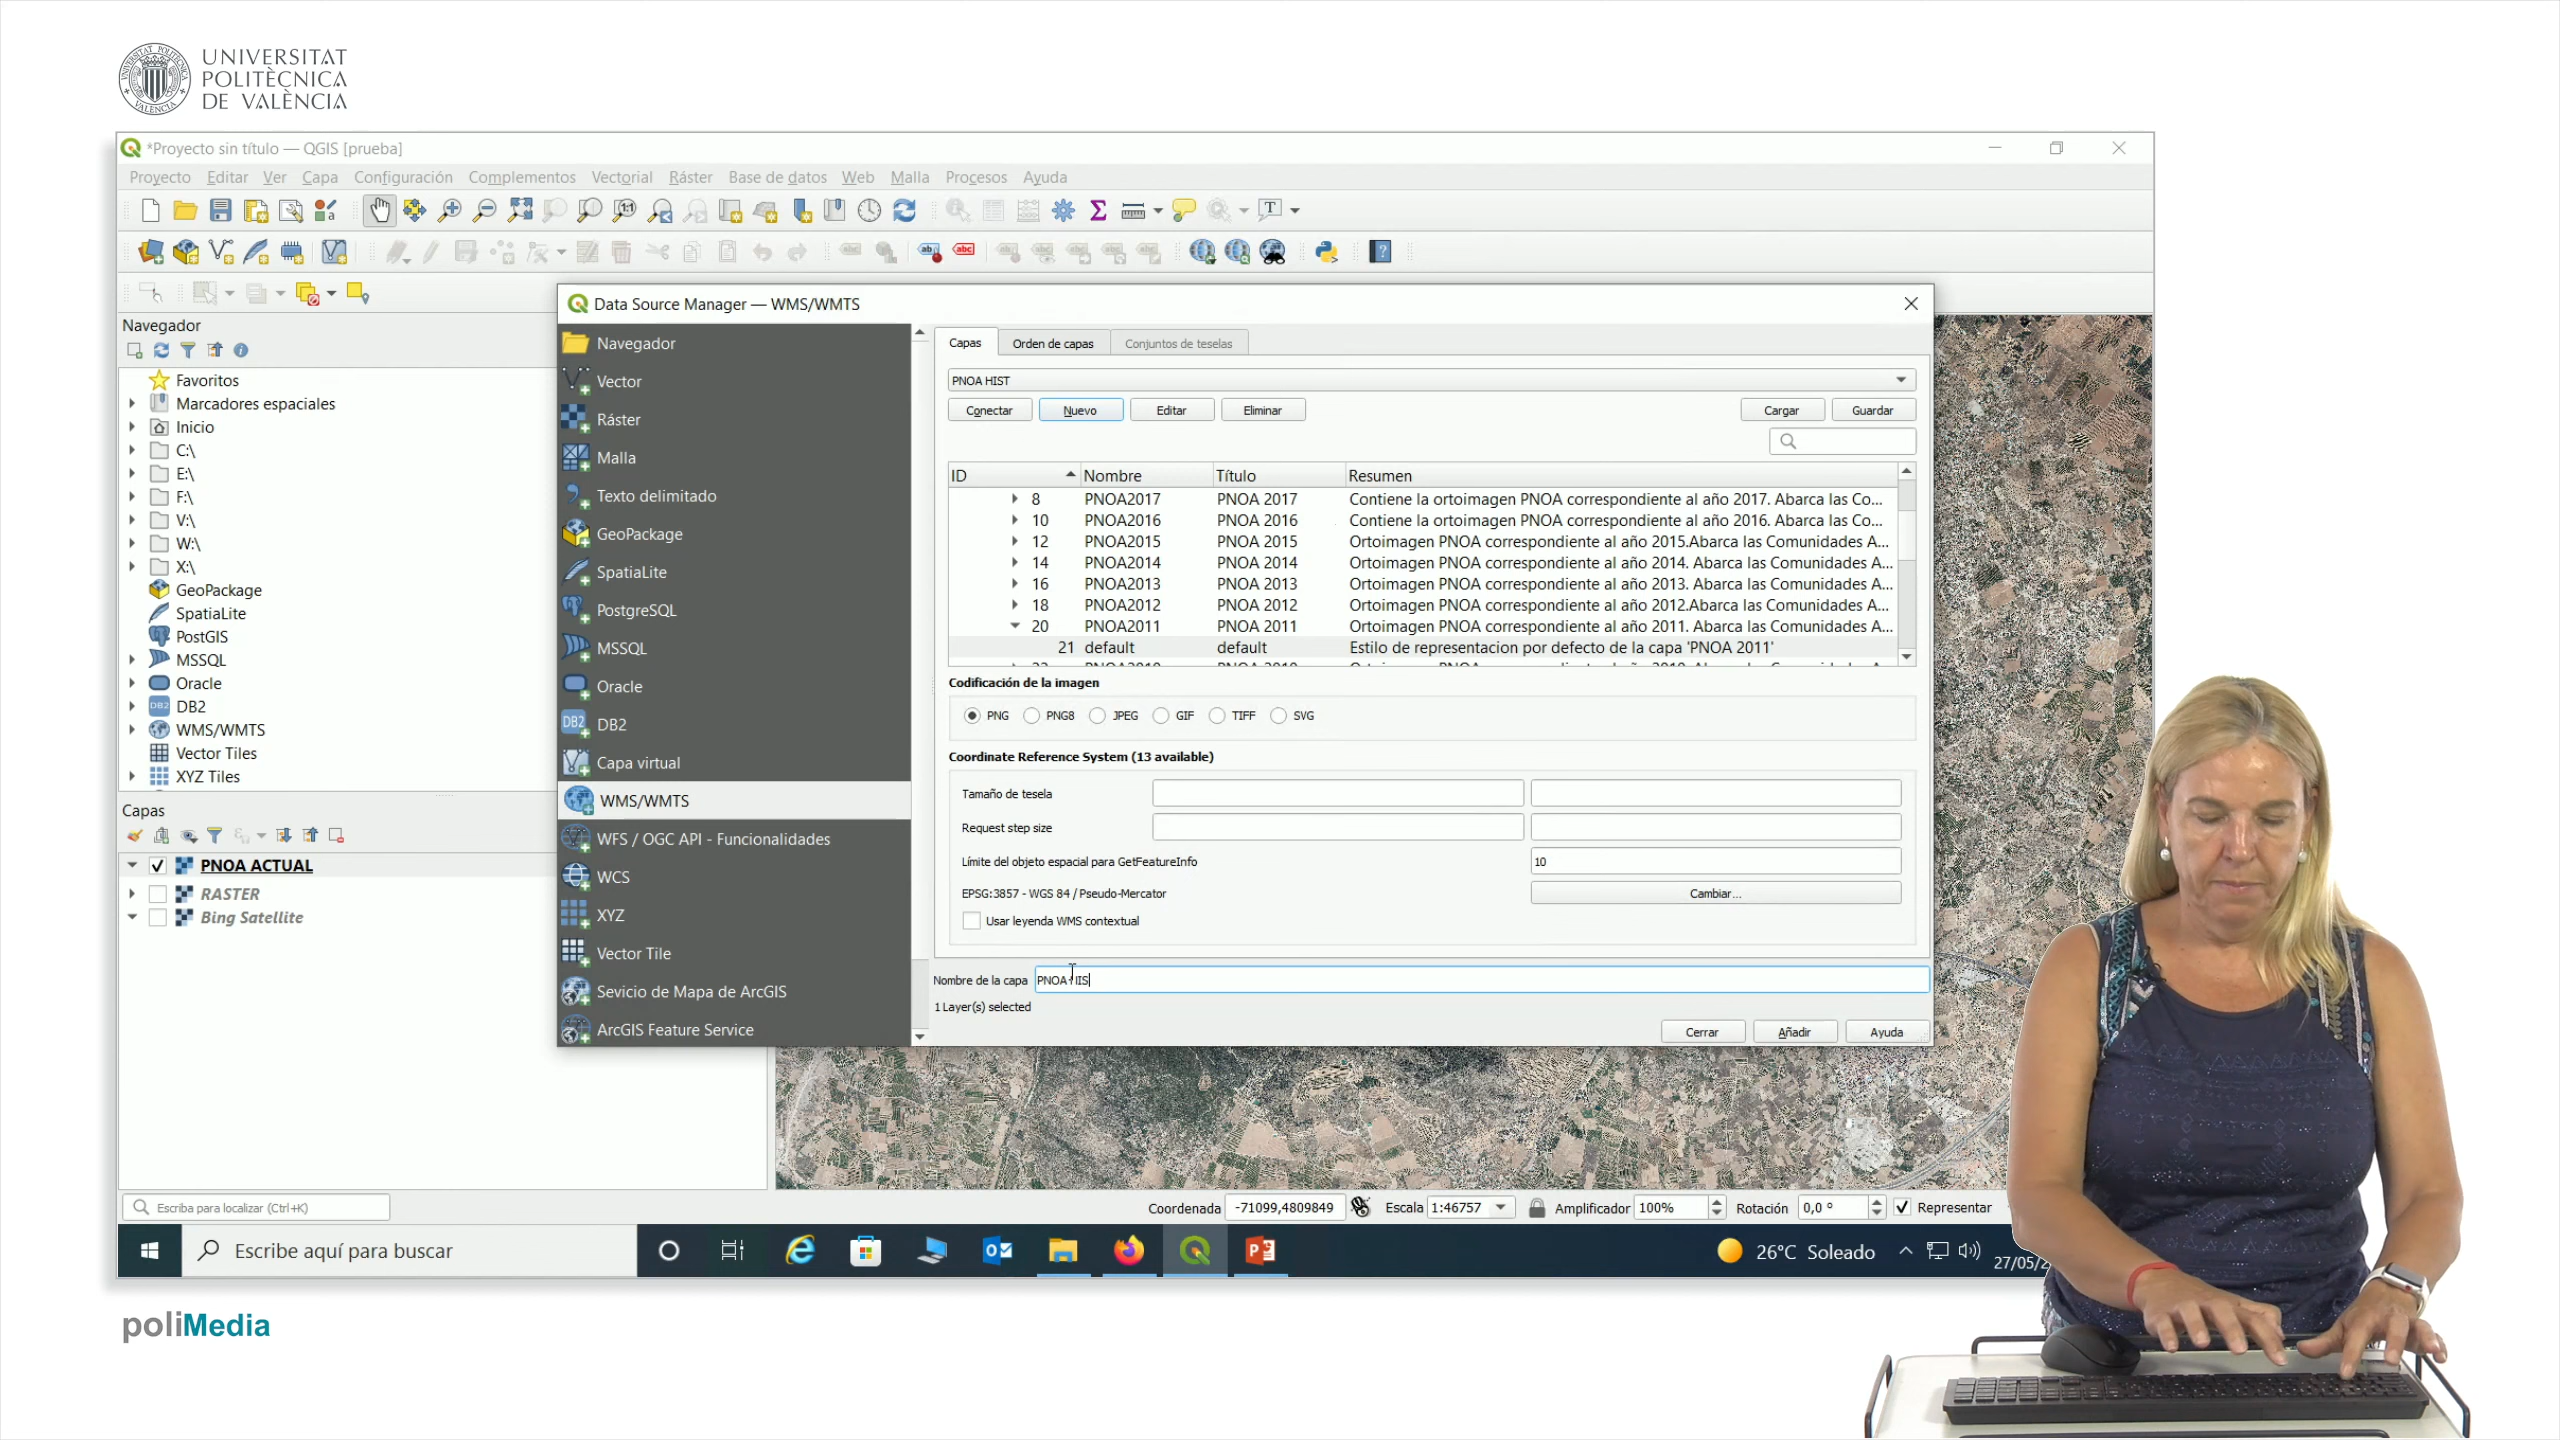 UNIVERSITAT
POLITÈCNICA
DE VALÈNCIA
*Proyecto sin título — QGIS [prueba]
Proyecto Editar Ver Capa Configuración Complementos Vectorial Ráster Base de datos Web Malla Procesos Ayuda
Navegador
Favoritos
Marcadores espaciales
Inicio
C:\
E:\
F:\
V:\
W:\
X:\
GeoPackage
SpatiaLite
PostGIS
MSSQL
Oracle
DB2
WMS/WMTS
Vector Tiles
XYZ Tiles
Capas
PNOA ACTUAL
RASTER
Bing Satellite
Data Source Manager — WMS/WMTS
Navegador
Vector
Ráster
Malla
Texto delimitado
GeoPackage
SpatiaLite
PostgreSQL
MSSQL
Oracle
DB2
Capa virtual
WMS/WMTS
WFS / OGC API - Funcionalidades
WCS
XYZ
Vector Tile
Sevicio de Mapa de ArcGIS
ArcGIS Feature Service
Capas Orden de capas Conjuntos de teselas
PNOA HIST
Conectar Nuevo Editar Eliminar Cargar Guardar
ID Nombre Título Resumen
8 PNOA2017 PNOA 2017 Contiene la ortoimagen PNOA correspondiente al año 2017. Abarca las Co...
10 PNOA2016 PNOA 2016 Contiene la ortoimagen PNOA correspondiente al año 2016. Abarca las Co...
12 PNOA2015 PNOA 2015 Ortoimagen PNOA correspondiente al año 2015.Abarca las Comunidades A...
14 PNOA2014 PNOA 2014 Ortoimagen PNOA correspondiente al año 2014. Abarca las Comunidades A...
16 PNOA2013 PNOA 2013 Ortoimagen PNOA correspondiente al año 2013. Abarca las Comunidades A...
18 PNOA2012 PNOA 2012 Ortoimagen PNOA correspondiente al año 2012.Abarca las Comunidades A...
20 PNOA2011 PNOA 2011 Ortoimagen PNOA correspondiente al año 2011. Abarca las Comunidades A...
21 default default Estilo de representacion por defecto de la capa 'PNOA 2011'
Codificación de la imagen
PNG PNG8 JPEG GIF TIFF SVG
Coordinate Reference System (13 available)
Tamaño de tesela
Request step size
Límite del objeto espacial para GetFeatureInfo 10
EPSG:3857 - WGS 84 / Pseudo-Mercator Cambiar...
Usar leyenda WMS contextual
Nombre de la capa PNOA HIS
1 Layer(s) selected
Cerrar Añadir Ayuda
Escriba para localizar (Ctrl+K) Coordenada -71099,4809849 Escala 1:46757 Amplificador 100% Rotación 0,0 ° Representar
Escribe aquí para buscar 26°C Soleado
27/05/2
poliMedia